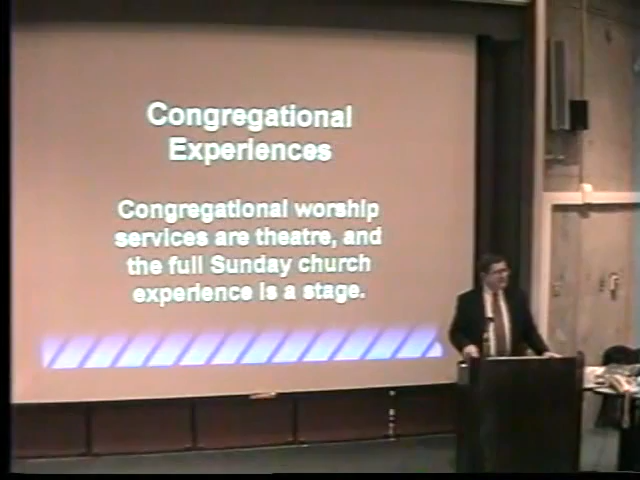 Congregational
Experiences
Congregational worship
services are theatre, and
the full Sunday church
experience is a stage.